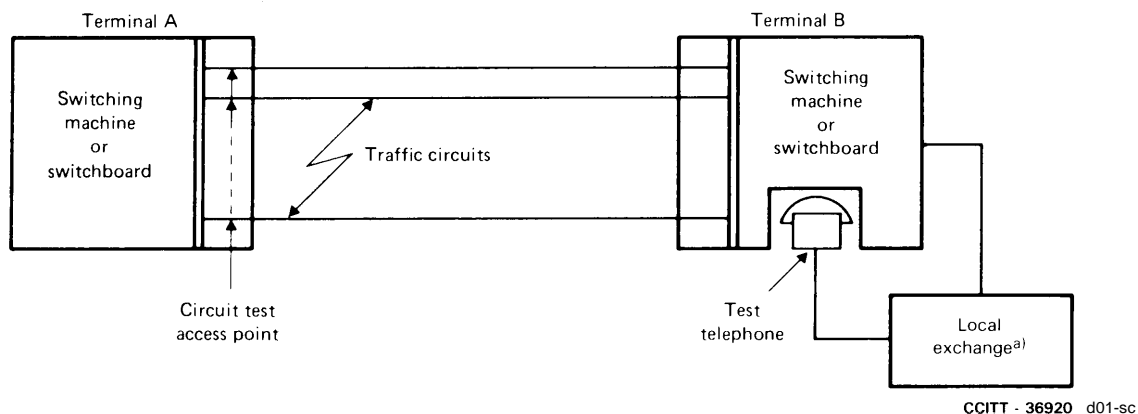 Terminal A
Terminal B
Switching
machine
or
switchboard
Switching
machine
or
switchboard
Traffic circuits
Circuit test
access point
Test
telephone
Local
exchangea)
CCITT - 36920 d01-sc